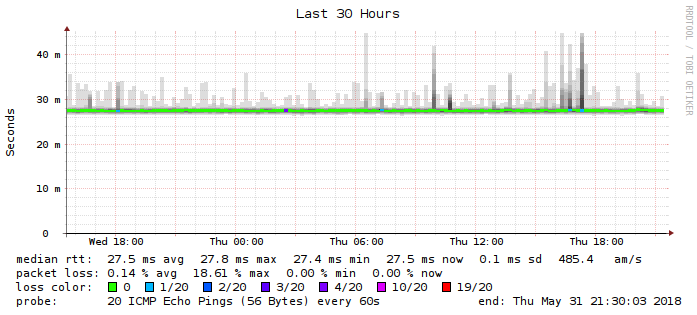 Last 30 Hours
RRDTOOL / TOBI OETIKER
Seconds
40 m
30 m
20 m
10 m
0
Wed 18:00 Thu 00:00 Thu 06:00 Thu 12:00 Thu 18:00
median rtt: 27.5 ms avg 27.8 ms max 27.4 ms min 27.5 ms now 0.1 ms sd 485.4 am/s
packet loss: 0.14 % avg 18.61 % max 0.00 % min 0.00 % now
loss color: 0 1/20 2/20 3/20 4/20 10/20 19/20
probe: 20 ICMP Echo Pings (56 Bytes) every 60s end: Thu May 31 21:30:03 2018